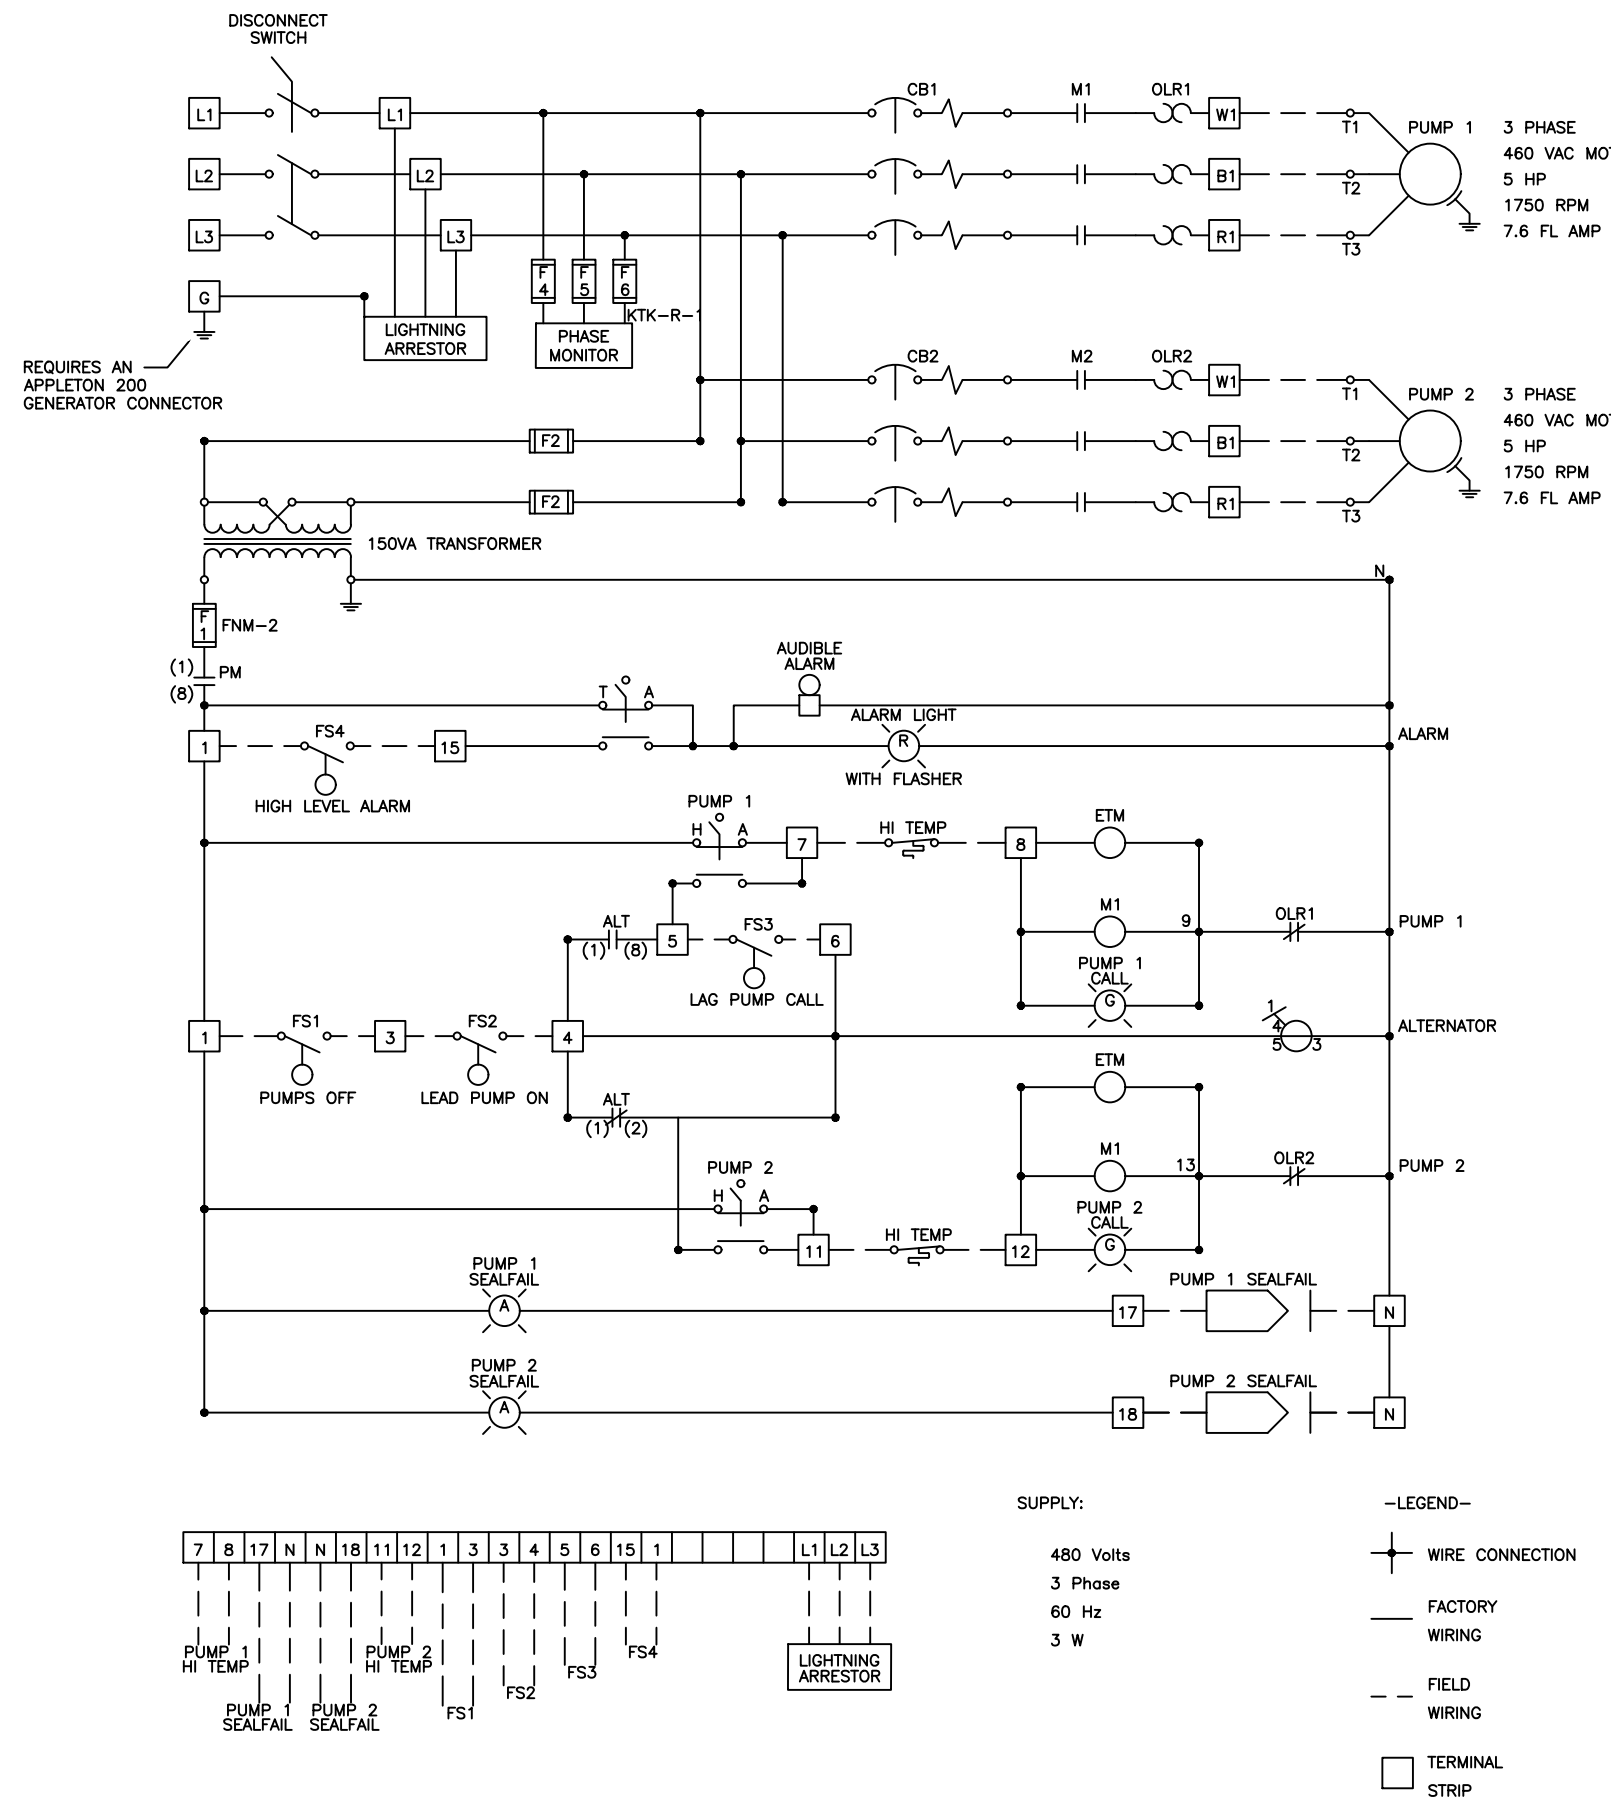 DISCONNECT
SWITCH
L1
L1
CB1
M1
OLR1
W1
T1
L2
L2
B1
T2
L3
L3
R1
T3
PUMP 1
3 PHASE
460 VAC MOT
5 HP
1750 RPM
7.6 FL AMP
G
F
4
F
5
F
6
KTK-R-1
LIGHTNING
ARRESTOR
PHASE
MONITOR
REQUIRES AN
APPLETON 200
GENERATOR CONNECTOR
CB2
M2
OLR2
W1
T1
B1
T2
R1
T3
PUMP 2
3 PHASE
460 VAC MOT
5 HP
1750 RPM
7.6 FL AMP
F2
F2
150VA TRANSFORMER
N
F
1
FNM-2
(1)
PM
(8)
T
A
AUDIBLE
ALARM
ALARM LIGHT
R
WITH FLASHER
ALARM
1
FS4
15
HIGH LEVEL ALARM
PUMP 1
H
A
7
HI TEMP
8
ETM
M1
9
OLR1
PUMP 1
PUMP 1
CALL
G
ALT
(1)
(8)
5
FS3
6
LAG PUMP CALL
1
FS1
3
FS2
4
PUMPS OFF
LEAD PUMP ON
1
4
5
3
ALTERNATOR
ALT
(1)
(2)
ETM
M1
13
OLR2
PUMP 2
PUMP 2
H
A
PUMP 2
CALL
G
11
HI TEMP
12
PUMP 1
SEALFAIL
A
17
PUMP 1 SEALFAIL
N
PUMP 2
SEALFAIL
A
18
PUMP 2 SEALFAIL
N
7 8 17 N N 18 11 12 1 3 3 4 5 6 15 1 L1 L2 L3
PUMP 1
HI TEMP
PUMP 2
HI TEMP
PUMP 1
SEALFAIL
PUMP 2
SEALFAIL
FS1
FS2
FS3
FS4
LIGHTNING
ARRESTOR
SUPPLY:
480 Volts
3 Phase
60 Hz
3 W
-LEGEND-
WIRE CONNECTION
FACTORY
WIRING
FIELD
WIRING
TERMINAL
STRIP